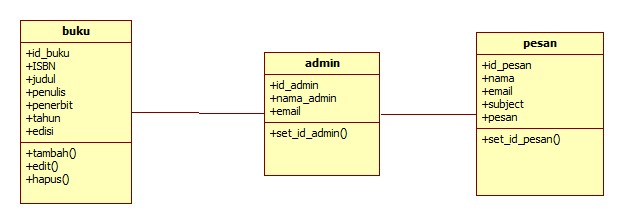 buku
+id_buku
+ISBN
+judul
+penulis
+penerbit
+tahun
+edisi
+tambah()
+edit()
+hapus()
admin
+id_admin
+nama_admin
+email
+set_id_admin()
pesan
+id_pesan
+nama
+email
+subject
+pesan
+set_id_pesan()